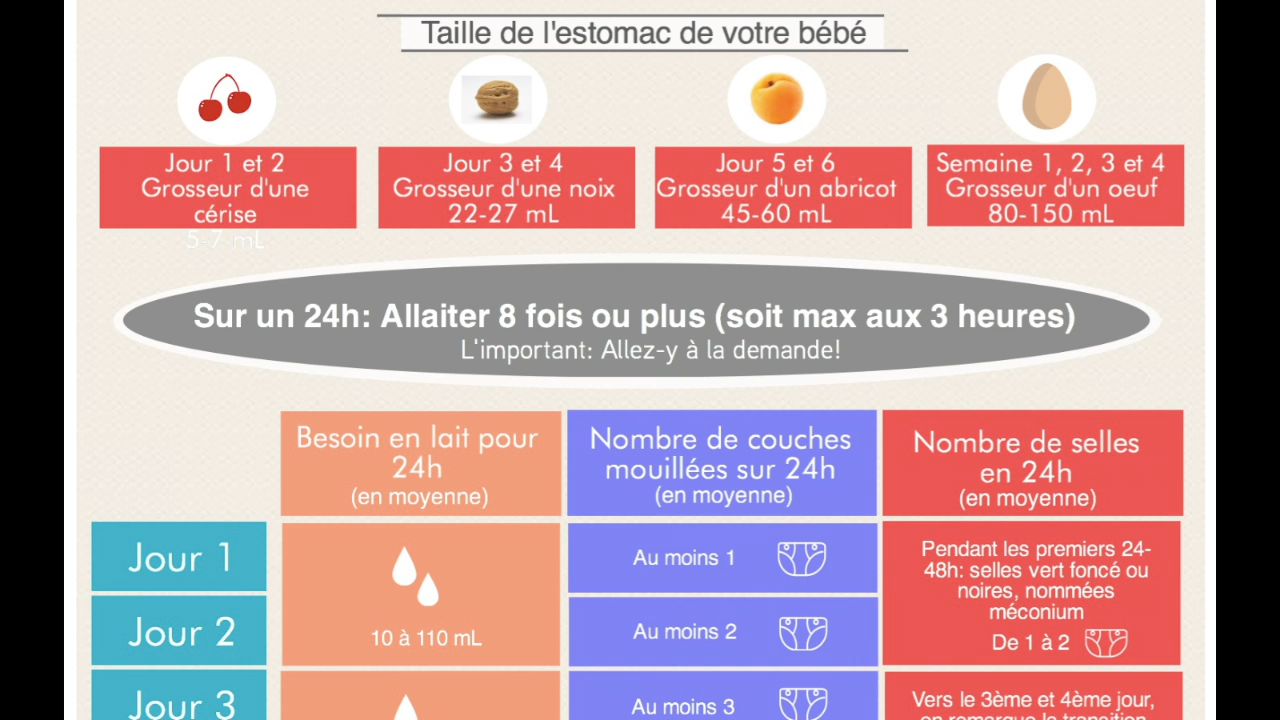 Taille de l'estomac de votre bébé
Jour 1 et 2
Grosseur d'une
cérise
5-7 mL
Jour 3 et 4
Grosseur d'une noix
22-27 mL
Jour 5 et 6
Grosseur d'un abricot
45-60 mL
Semaine 1, 2, 3 et 4
Grosseur d'un oeuf
80-150 mL
Sur un 24h: Allaiter 8 fois ou plus (soit max aux 3 heures)
L'important: Allez-y à la demande!
Besoin en lait pour
24h
(en moyenne)
Nombre de couches
mouillées sur 24h
(en moyenne)
Nombre de selles
en 24h
(en moyenne)
Jour 1
Jour 2
10 à 110 mL
Au moins 1
Au moins 2
Pendant les premiers 24-
48h: selles vert foncé ou
noires, nommées
méconium
De 1 à 2
Jour 3
Au moins 3
Vers le 3ème et 4ème jour,
on remarque la transition